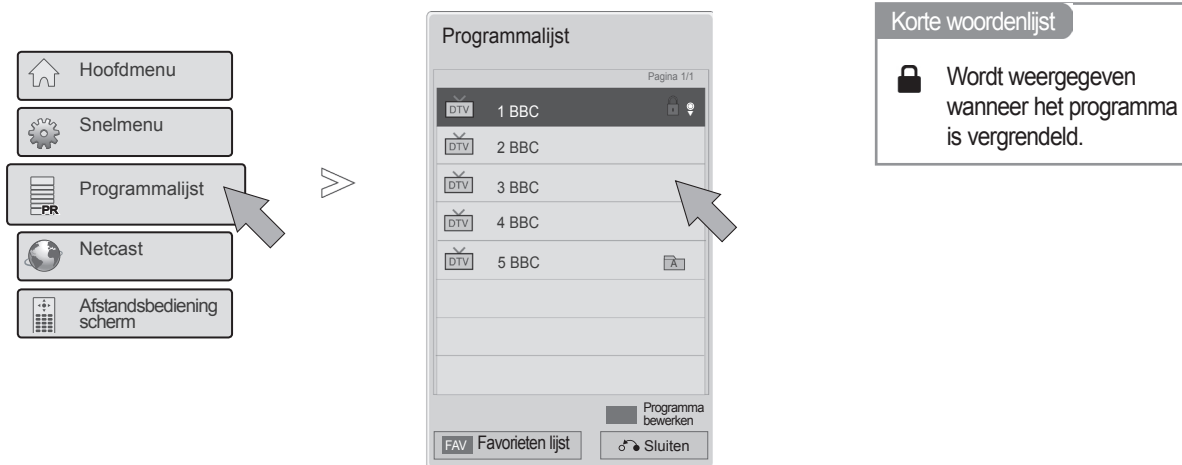 Hoofdmenu
Snelmenu
PR
Programmalijst
Netcast
Afstandsbediening
scherm
Programmalijst
Pagina 1/1
DTV 1 BBC
DTV 2 BBC
DTV 3 BBC
DTV 4 BBC
DTV 5 BBC A
Programma
bewerken
FAV Favorieten lijst
Sluiten
Korte woordenlijst
Wordt weergegeven
wanneer het programma
is vergrendeld.